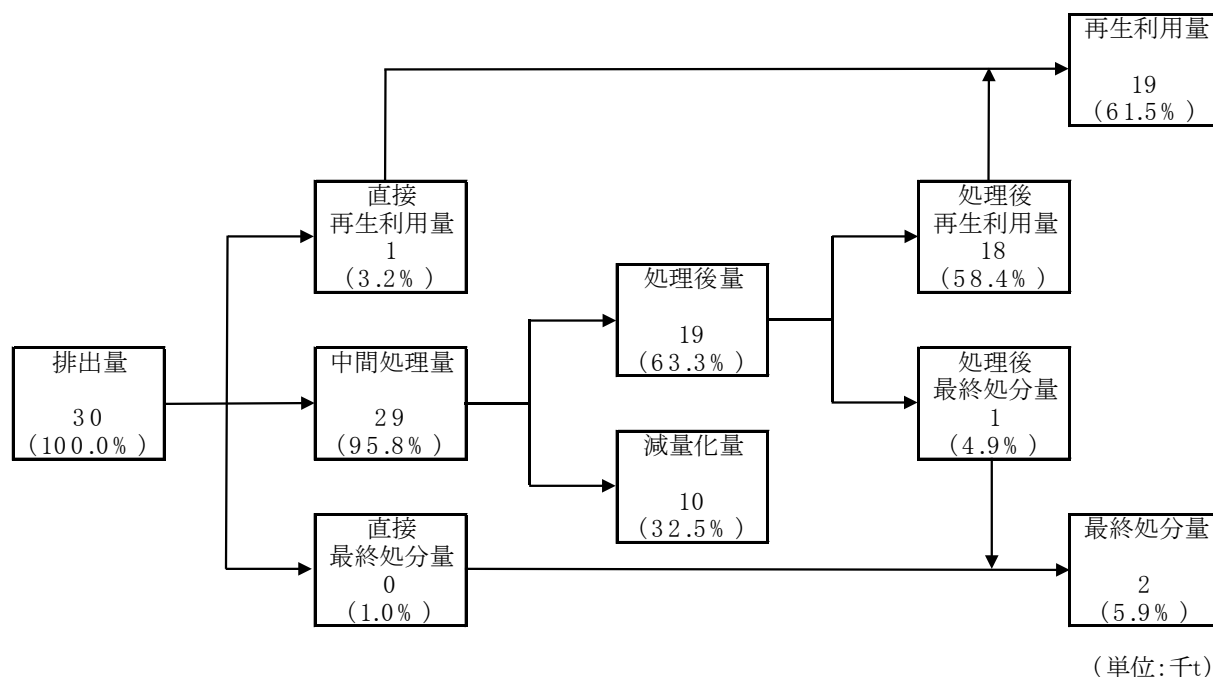 再生利用量
19
(61.5%)
直接
再生利用量
1
(3.2%)
処理後
再生利用量
18
(58.4%)
処理後量
19
(63.3%)
排出量
30
(100.0%)
中間処理量
29
(95.8%)
処理後
最終処分量
1
(4.9%)
減量化量
10
(32.5%)
直接
最終処分量
0
(1.0%)
最終処分量
2
(5.9%)
(単位:千t)